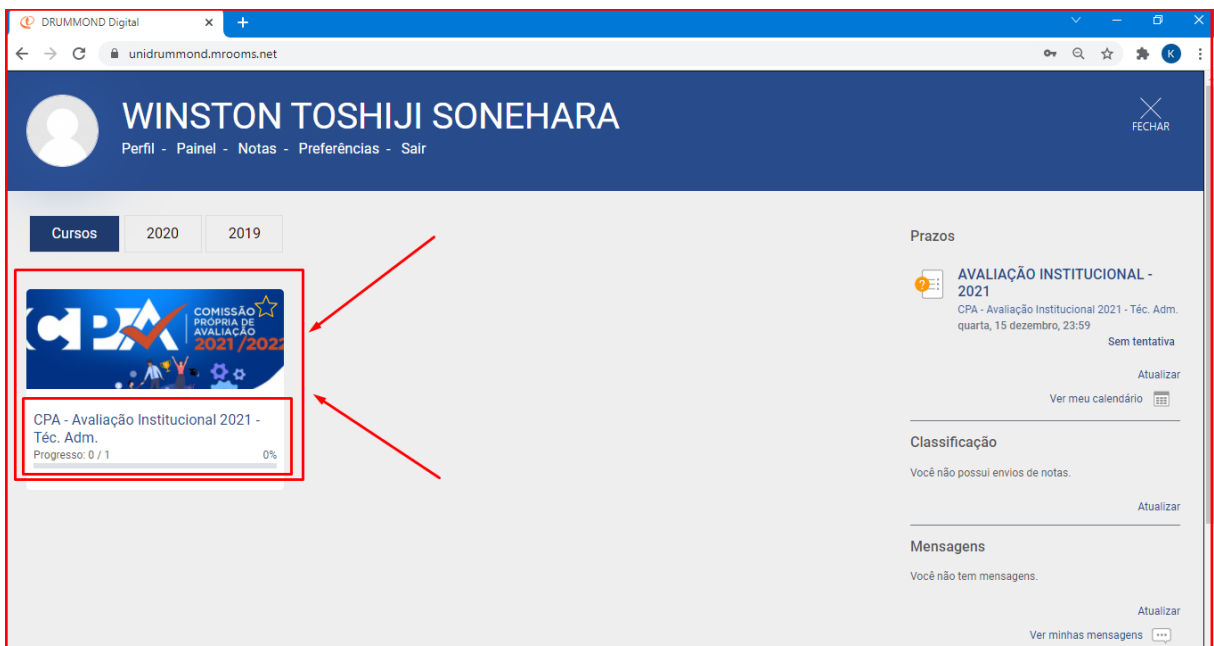 DRUMMOND Digital
unidrummond.mrooms.net
K
WINSTON TOSHIJI SONEHARA
Perfil - Painel - Notas - Preferências - Sair
FECHAR
Cursos
2020
2019
CPA
COMISSÃO
PRÓPRIA DE
AVALIAÇÃO
2021/2022
CPA - Avaliação Institucional 2021 -
Téc. Adm.
Progresso: 0 / 1
0%
Prazos
AVALIAÇÃO INSTITUCIONAL -
2021
CPA - Avaliação Institucional 2021 - Téc. Adm.
quarta, 15 dezembro, 23:59
Sem tentativa
Atualizar
Ver meu calendário
Classificação
Você não possui envios de notas.
Atualizar
Mensagens
Você não tem mensagens.
Atualizar
Ver minhas mensagens